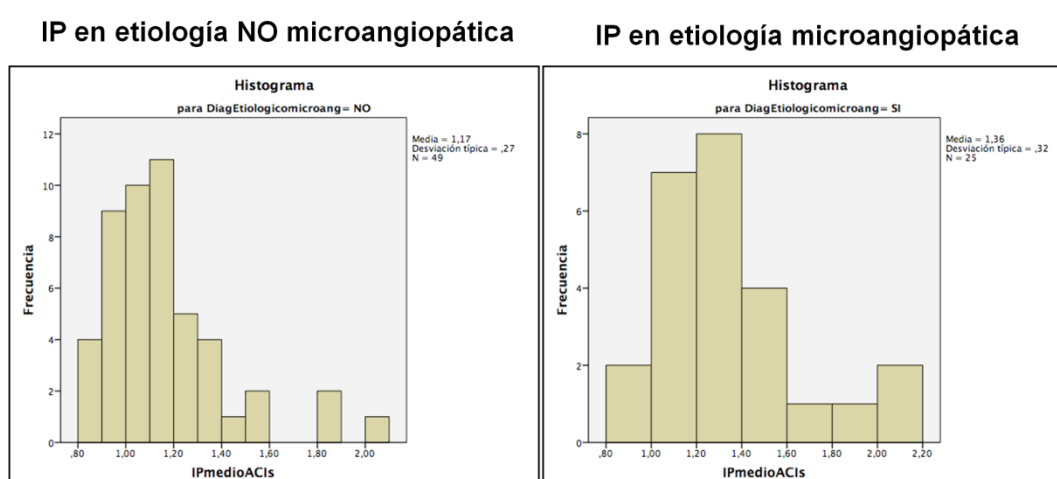 IP en etiología NO microangiopática
IP en etiología microangiopática
Histograma
para DiagEtiologicomicroang= NO
Media = 1,17
Desviación típica = ,27
N = 49
12
10
8
6
4
2
0
Frecuencia
,80
1,00
1,20
1,40
1,60
1,80
2,00
IPmedioACIs
Histograma
para DiagEtiologicomicroang= SI
Media = 1,36
Desviación típica = ,32
N = 25
8
6
4
2
0
Frecuencia
,80
1,00
1,20
1,40
1,60
1,80
2,00
2,20
IPmedioACIs